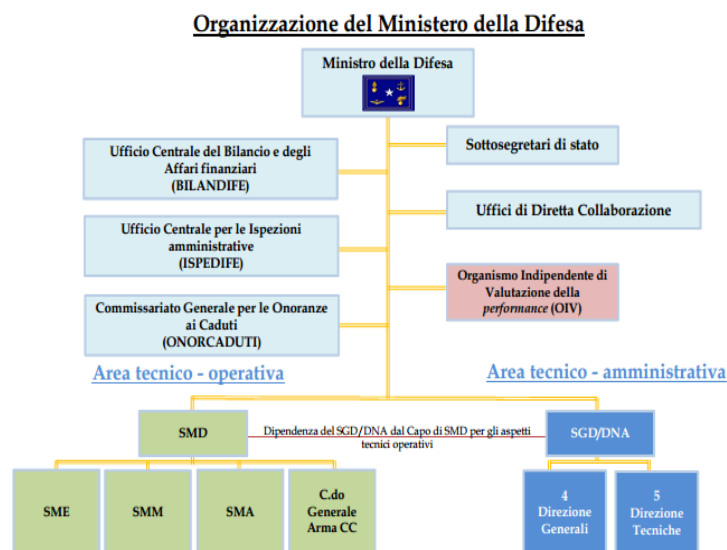 Organizzazione del Ministero della Difesa
Ministro della Difesa
Ufficio Centrale del Bilancio e degli
Affari finanziari
(BILANDIFE)
Sottosegretari di stato
Uffici di Diretta Collaborazione
Ufficio Centrale per le Ispezioni
amministrative
(ISPEDIFE)
Organismo Indipendente di
Valutazione della
performance (OIV)
Commissariato Generale per le Onoranze
ai Caduti
(ONORCADUTI)
Area tecnico - operativa
Area tecnico - amministrativa
SMD
Dipendenza del SGD/DNA dal Capo di SMD per gli aspetti
tecnici operativi
SGD/DNA
SME
SMM
SMA
C.do
Generale
Arma CC
4
Direzione
Generali
5
Direzione
Tecniche